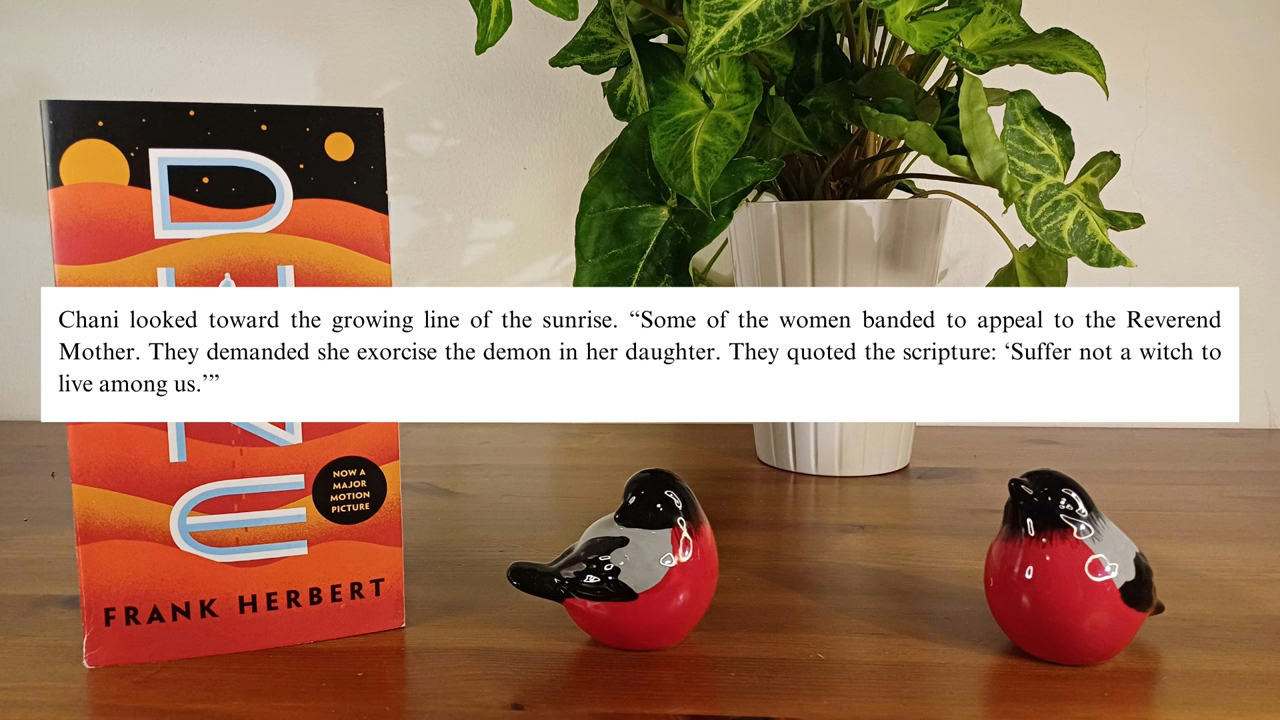 DUNE
Chani looked toward the growing line of the sunrise. “Some of the women banded to appeal to the Reverend
Mother. They demanded she exorcise the demon in her daughter. They quoted the scripture: ‘Suffer not a witch to
live among us.’”
NOW A
MAJOR
MOTION
PICTURE
FRANK HERBERT